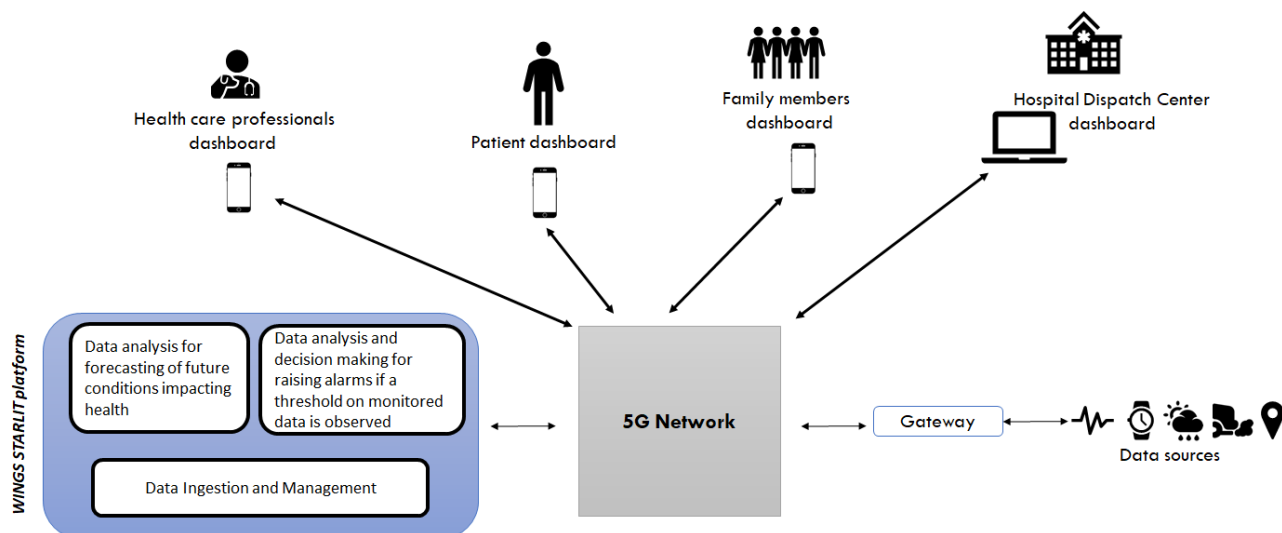 Health care professionals
dashboard
Patient dashboard
Family members
dashboard
Hospital Dispatch Center
dashboard
WINGS STARLIT platform
Data analysis for
forecasting of future
conditions impacting
health
Data analysis and
decision making for
raising alarms if a
threshold on monitored
data is observed
Data Ingestion and Management
5G Network
Gateway
Data sources